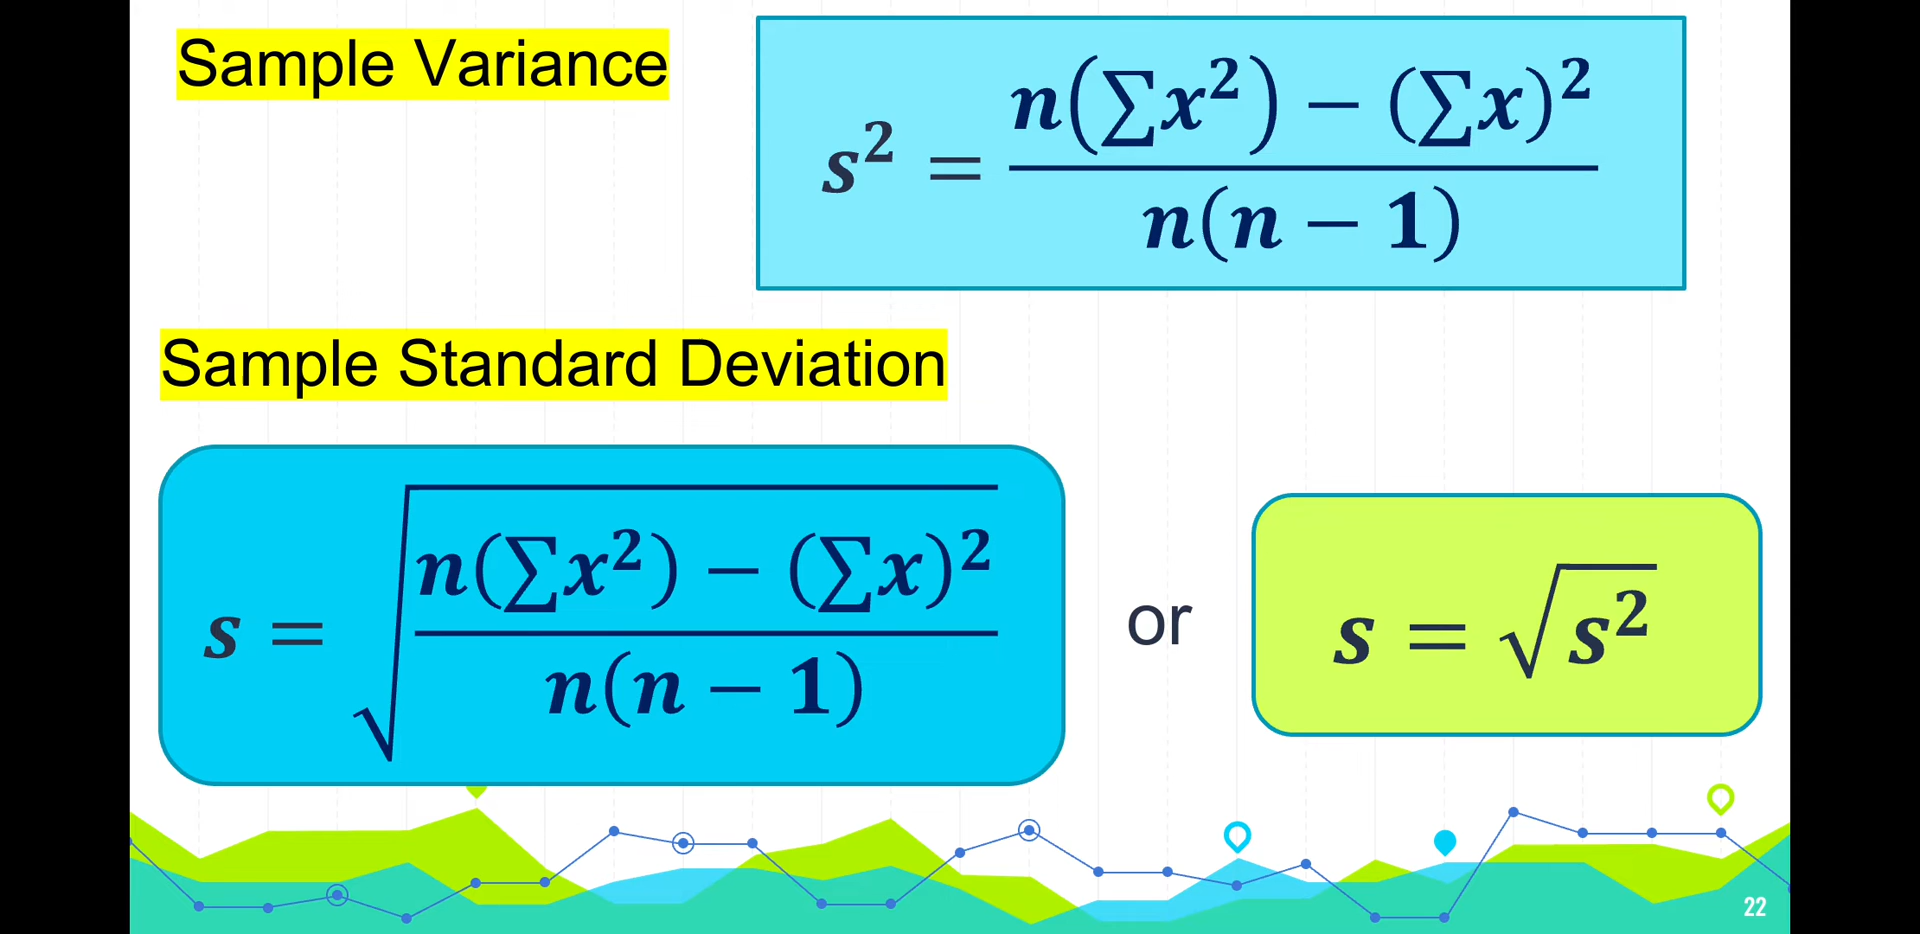 Sample Variance
s² = n(∑x²) − (∑x)² / n(n − 1)
Sample Standard Deviation
s = √(n(∑x²) − (∑x)² / n(n − 1))
or
s = √s²
22